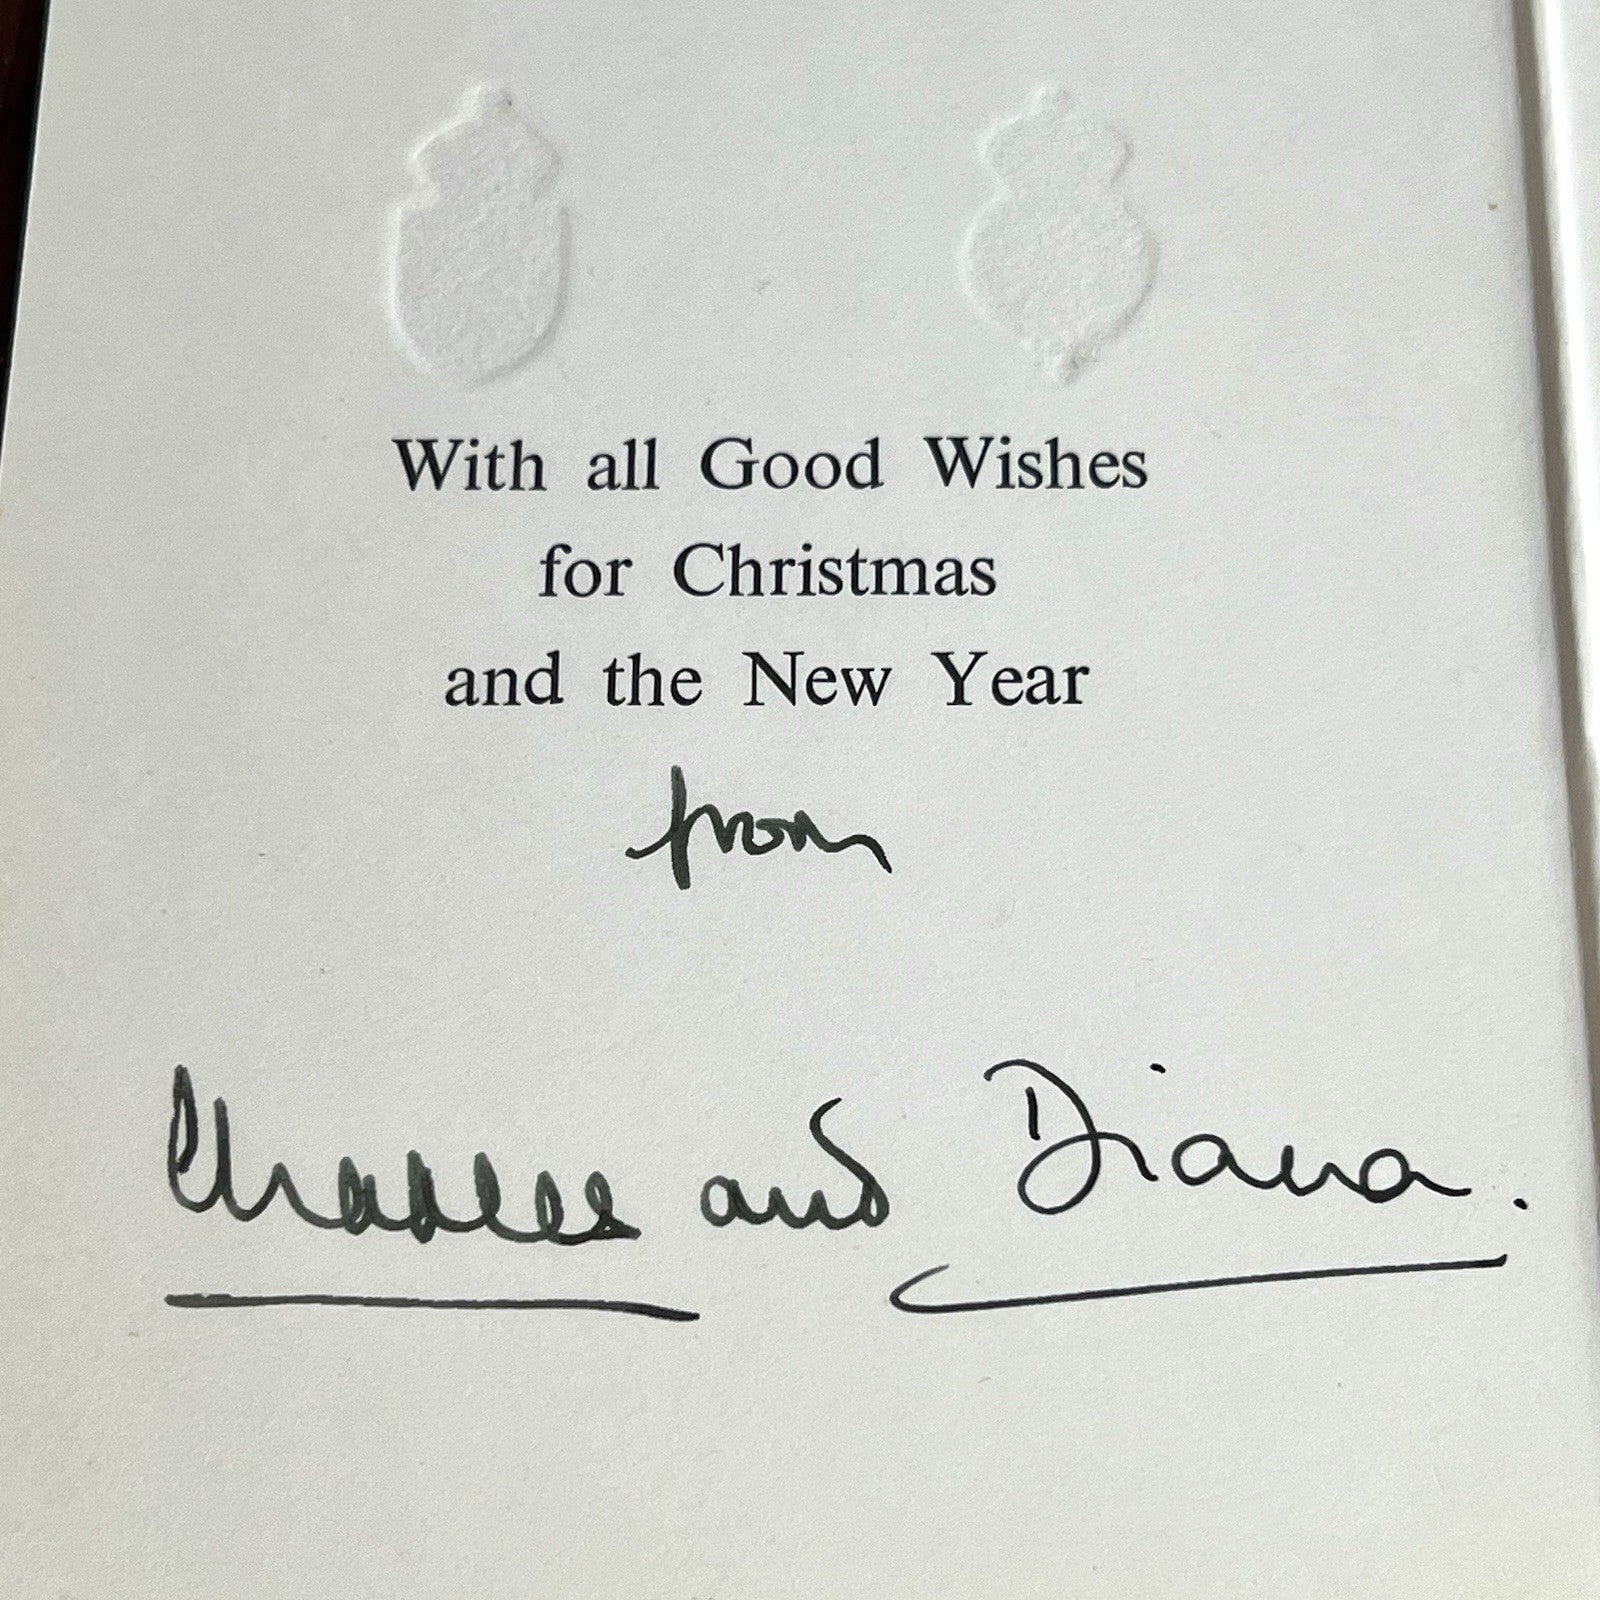 With all Good Wishes
for Christmas
and the New Year
from
Charles and Diana.